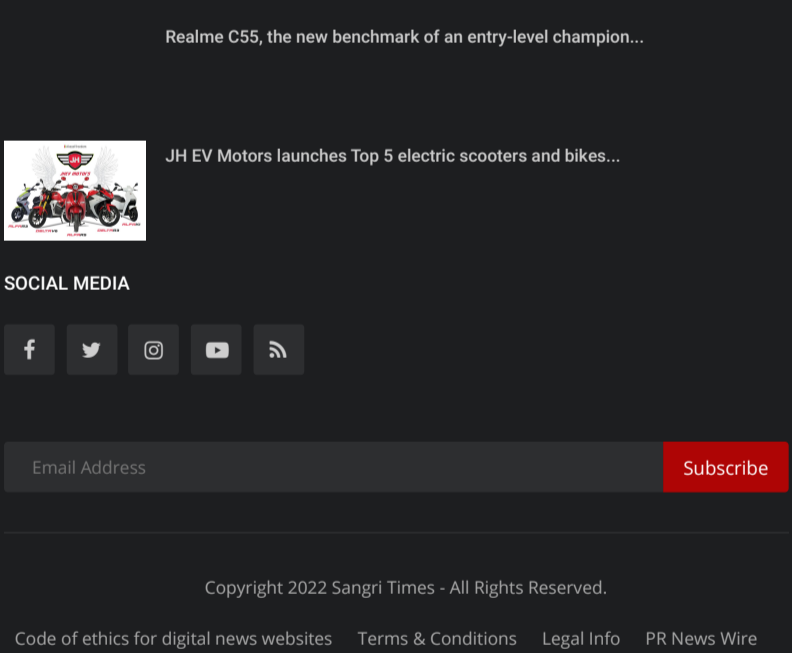 Realme C55, the new benchmark of an entry-level champion...
JH EV Motors launches Top 5 electric scooters and bikes...
JH
SOCIAL MEDIA
Email Address
Subscribe
Copyright 2022 Sangri Times - All Rights Reserved.
Code of ethics for digital news websites Terms & Conditions Legal Info PR News Wire